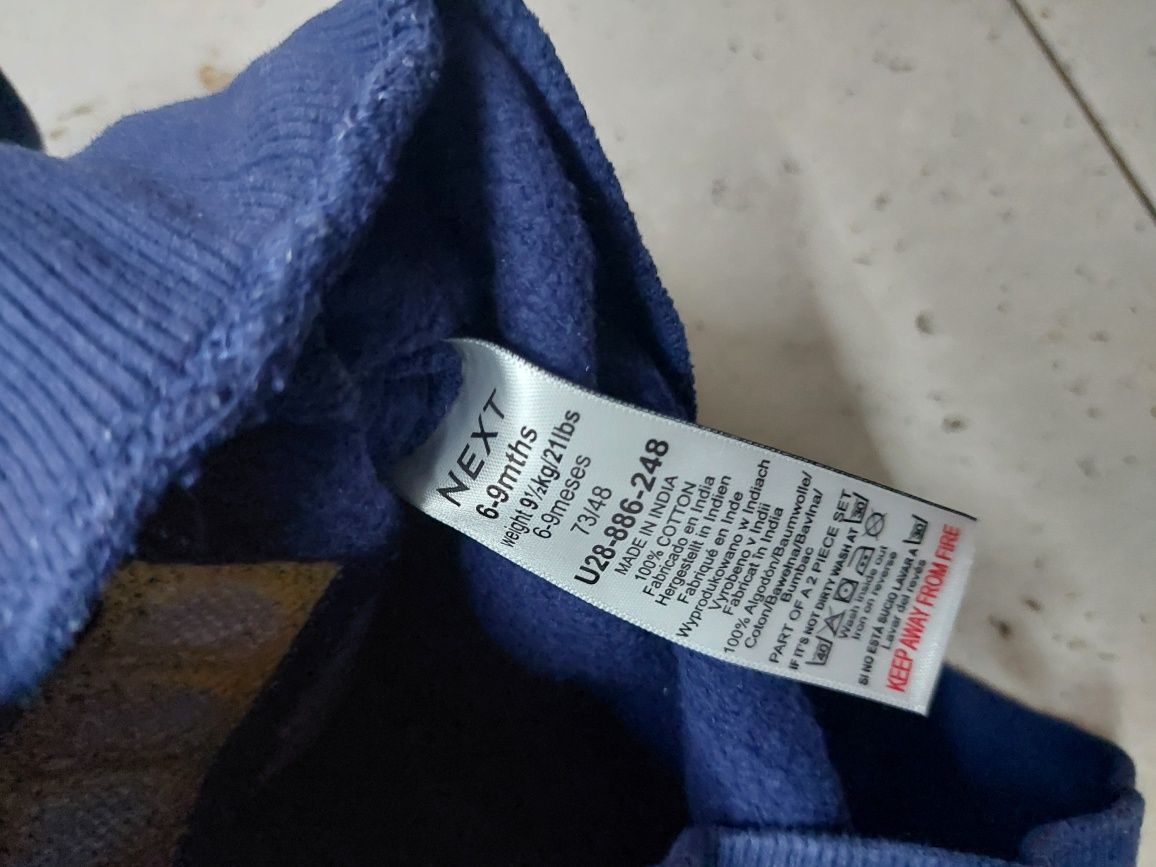 NEXT
6-9mths
weight 9½kg/21lbs
6-9meses
73/48
U28-886-248
MADE IN INDIA
100% COTTON
Fabricado en India
Hergestellt in Indien
Fabriqué en Inde
Wyprodukowano w Indiach
Vyrobeno v Indii
Fabricat in India
100% Algodon/Baumwolle/
Coton/Bawełna/Bavlna/
Bumbac
PART OF A 2 PIECE SET
IF IT'S NOT DIRTY WASH AT 30
40
Wash inside out
Iron on reverse
SI NO ESTÁ SUCIO LAVAR A 30
Lavar del revés
KEEP AWAY FROM FIRE